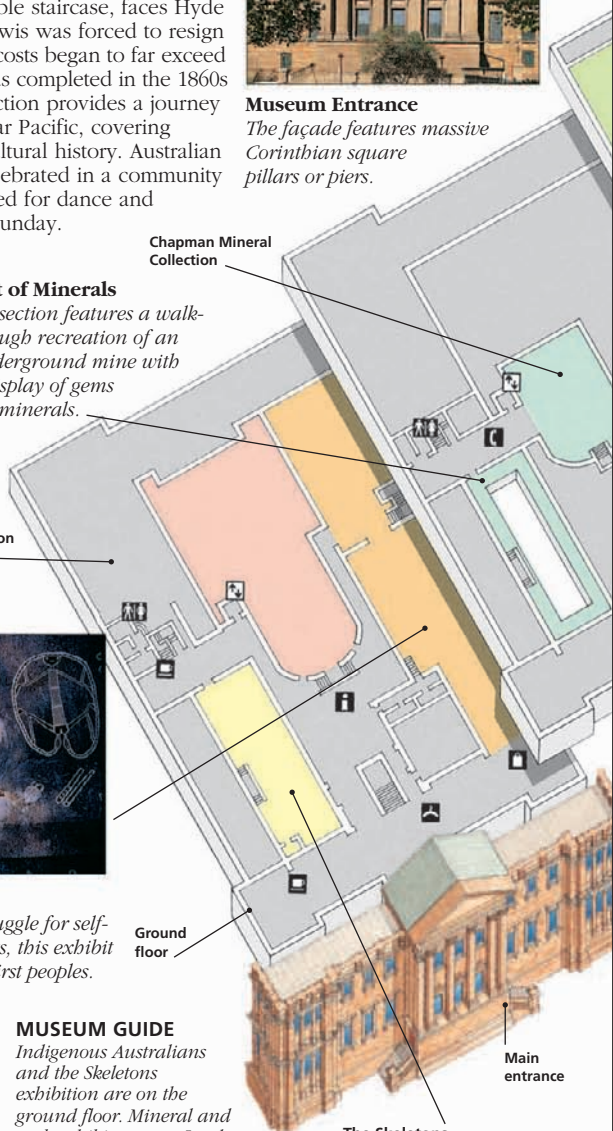 ble staircase, faces Hyde
wis was forced to resign
costs began to far exceed
s completed in the 1860s
ction provides a journey
ar Pacific, covering
ltural history. Australian
ebrated in a community
ed for dance and
unday.
Museum Entrance
The façade features massive
Corinthian square
pillars or piers.
Chapman Mineral
Collection
t of Minerals
section features a walk-
ugh recreation of an
derground mine with
splay of gems
minerals.
on
uggle for self-
s, this exhibit
irst peoples.
Ground
floor
MUSEUM GUIDE
Indigenous Australians
and the Skeletons
exhibition are on the
ground floor. Mineral and
Main
entrance
The Skeletons